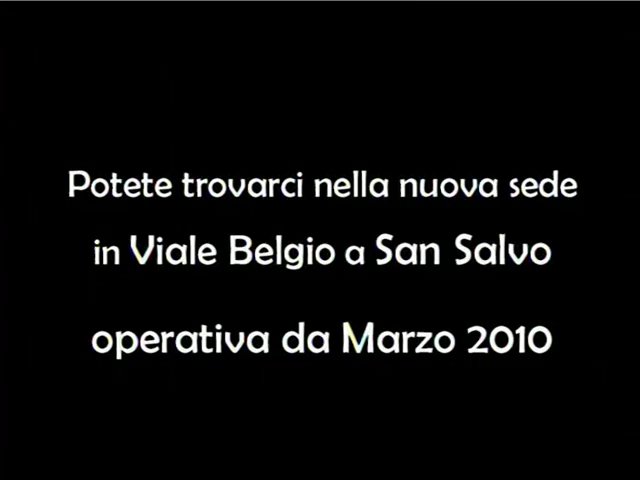 Potete trovarci nella nuova sede
in Viale Belgio a San Salvo
operativa da Marzo 2010